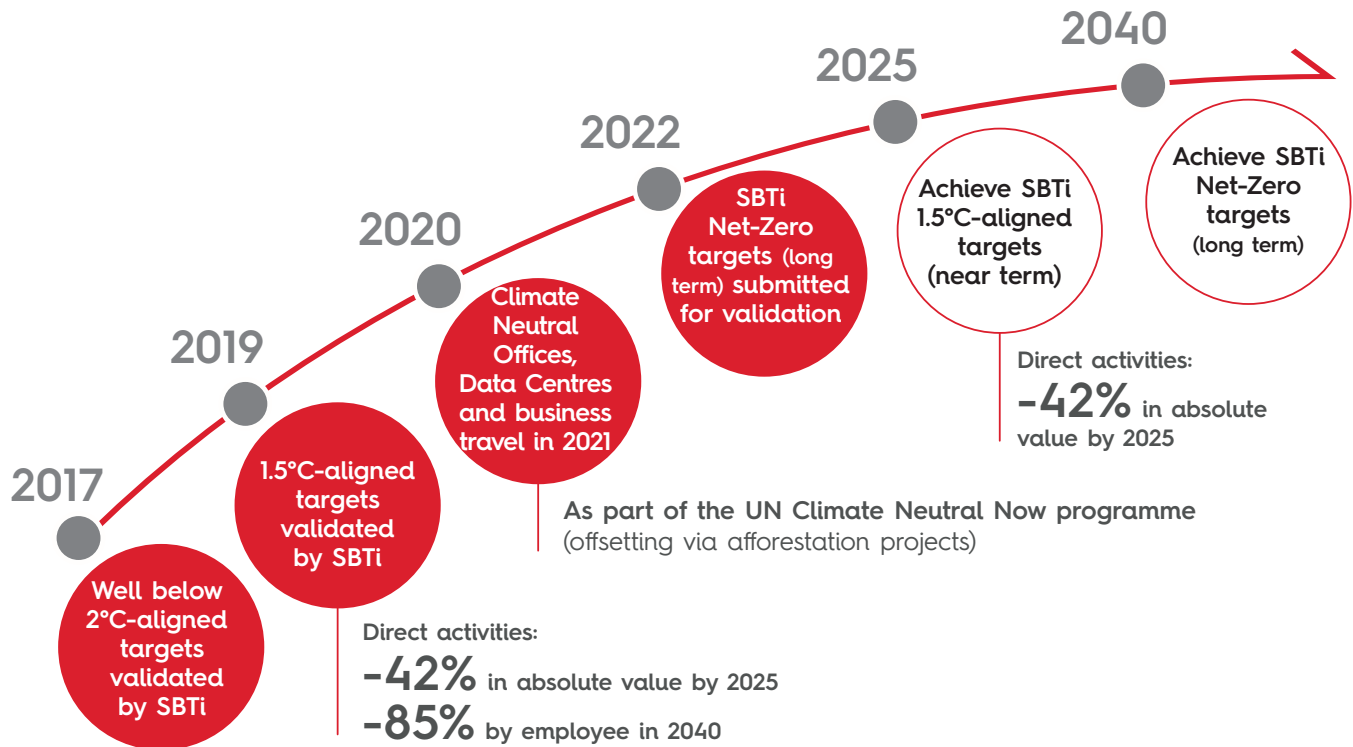 2017
Well below
2°C-aligned
targets
validated
by SBTi
2019
1.5°C-aligned
targets
validated
by SBTi
Direct activities:
-42% in absolute value by 2025
-85% by employee in 2040
2020
Climate
Neutral
Offices,
Data Centres
and business
travel in 2021
As part of the UN Climate Neutral Now programme
(offsetting via afforestation projects)
2022
SBTi
Net-Zero
targets (long
term) submitted
for validation
2025
Achieve SBTi
1.5°C-aligned
targets
(near term)
Direct activities:
-42% in absolute
value by 2025
2040
Achieve SBTi
Net-Zero
targets
(long term)